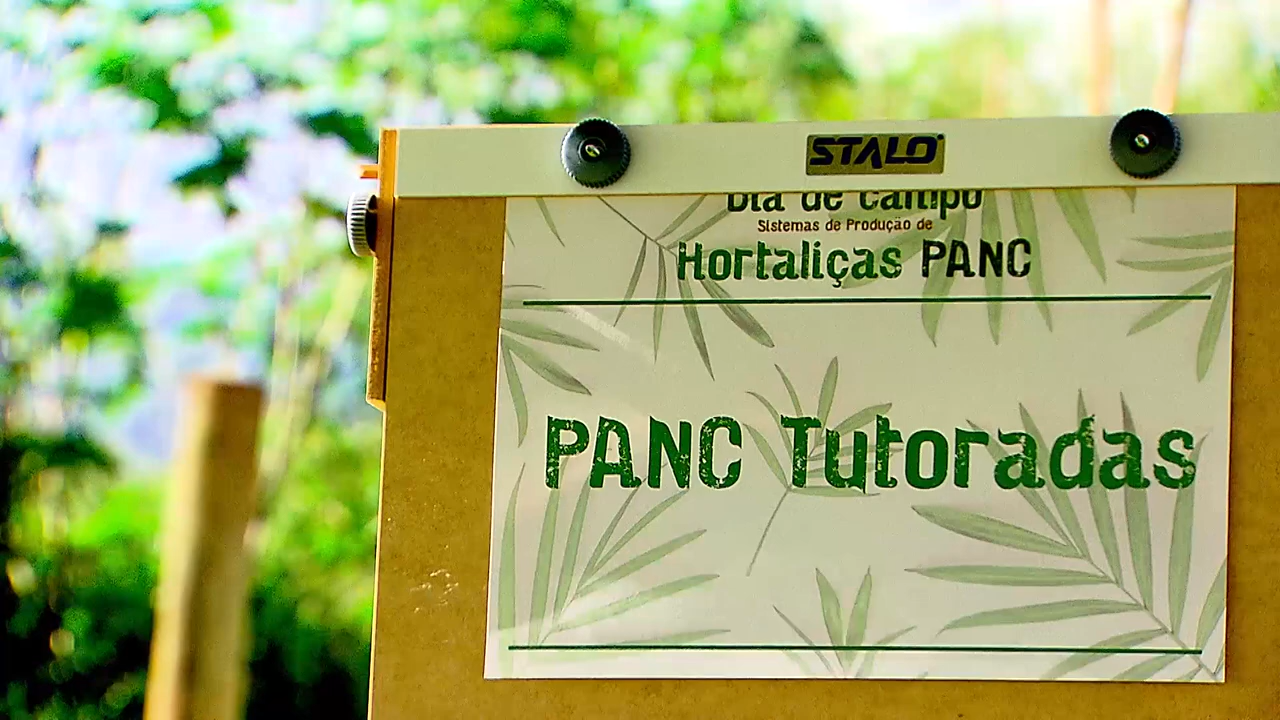 STALO
Dia de campo
Sistemas de Produção de
Hortaliças PANC
PANC Tutoradas